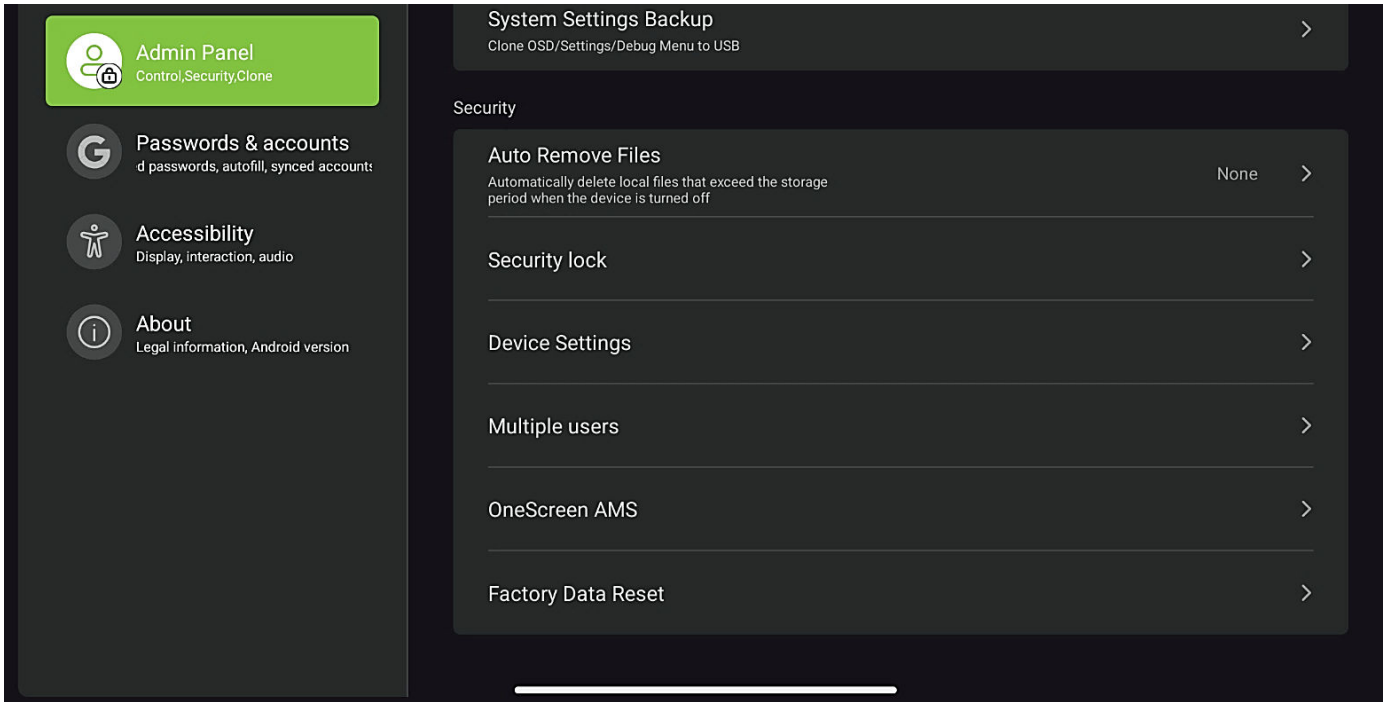 Admin Panel
Control,Security,Clone
Passwords & accounts
d passwords, autofill, synced accounts
Accessibility
Display, interaction, audio
About
Legal information, Android version
System Settings Backup
Clone OSD/Settings/Debug Menu to USB
Security
Auto Remove Files
Automatically delete local files that exceed the storage
period when the device is turned off
None
Security lock
Device Settings
Multiple users
OneScreen AMS
Factory Data Reset